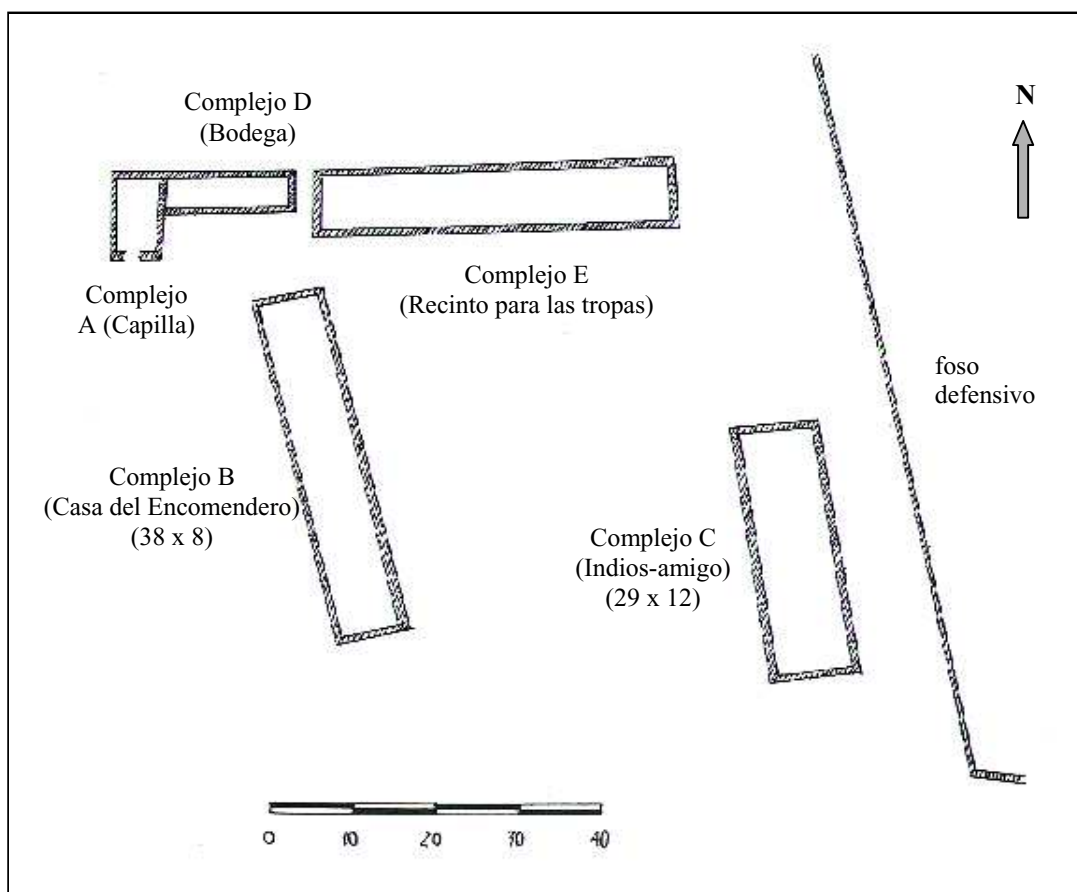 Complejo D
(Bodega)
N
Complejo E
(Recinto para las tropas)
Complejo
A (Capilla)
foso
defensivo
Complejo B
(Casa del Encomendero)
(38 x 8)
Complejo C
(Indios-amigo)
(29 x 12)
0 10 20 30 40